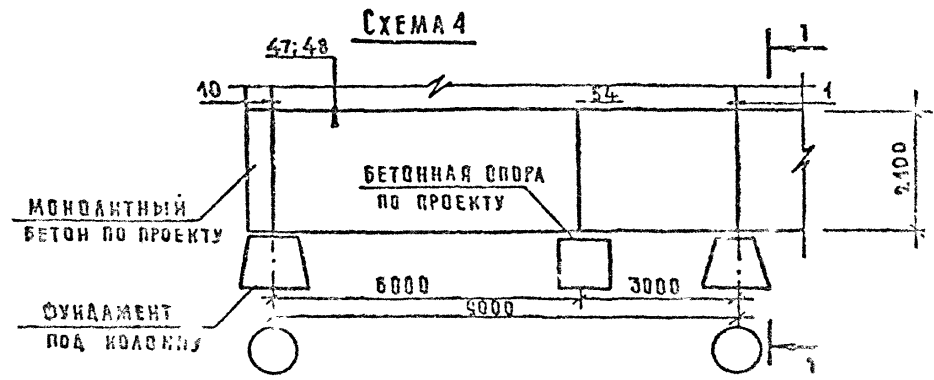 Схема 4
47; 48
1
10
54
1
2100
БЕТОННАЯ ОПОРА
ПО ПРОЕКТУ
МОНОЛИТНЫЙ
БЕТОН ПО ПРОЕКТУ
6000
3000
9000
ФУНДАМЕНТ
ПОД КОЛОННУ
1